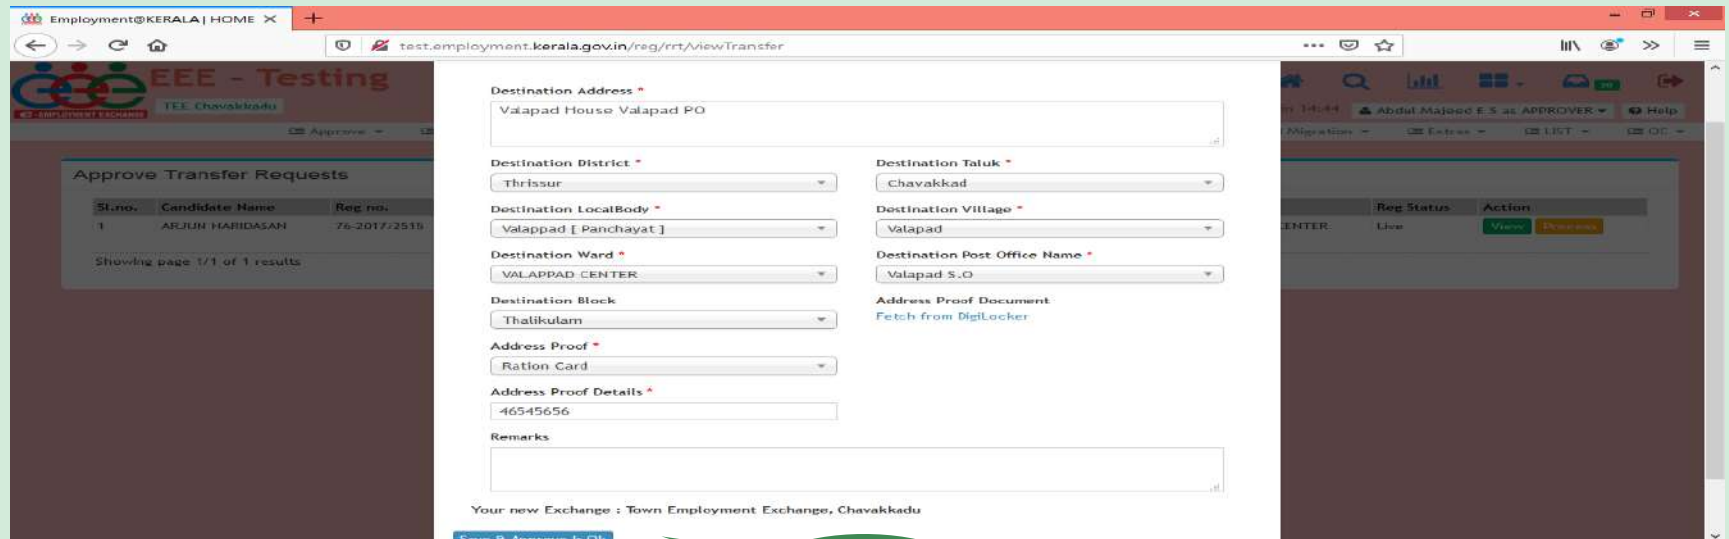 Employment@KERALA | HOME
test.employment.kerala.gov.in/reg/rrt/viewTransfer
EEE - Testing
TEE Chavakkadu
Abdul Majeed E S as APPROVER
Help
Approve
Migration
Extras
LIST
OC
Approve Transfer Requests
Sl.no. Candidate Name Reg no. Reg Status Action
1 ARJUN HARIDASAN 76-2017/2515 CENTER Live View Process
Showing page 1/1 of 1 results
Destination Address *
Valapad House Valapad PO
Destination District * Destination Taluk *
Thrissur Chavakkad
Destination LocalBody * Destination Village *
Valappad [ Panchayat ] Valapad
Destination Ward * Destination Post Office Name *
VALAPPAD CENTER Valapad S.O
Destination Block Address Proof Document
Thalikulam Fetch from DigiLocker
Address Proof *
Ration Card
Address Proof Details *
46545656
Remarks
Your new Exchange : Town Employment Exchange, Chavakkadu